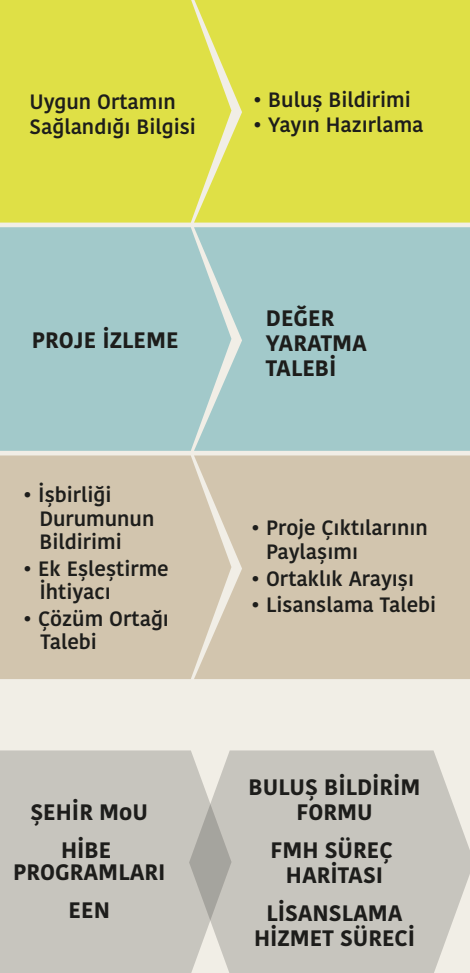 Uygun Ortamın
Sağlandığı Bilgisi
• Buluş Bildirimi
• Yayın Hazırlama
PROJE İZLEME
DEĞER
YARATMA
TALEBİ
• İşbirliği
Durumunun
Bildirimi
• Ek Eşleştirme
İhtiyacı
• Çözüm Ortağı
Talebi
• Proje Çıktılarının
Paylaşımı
• Ortaklık Arayışı
• Lisanslama Talebi
ŞEHİR MoU
HİBE
PROGRAMLARI
EEN
BULUŞ BİLDİRİM
FORMU
FMH SÜREÇ
HARİTASI
LİSANSLAMA
HİZMET SÜRECİ